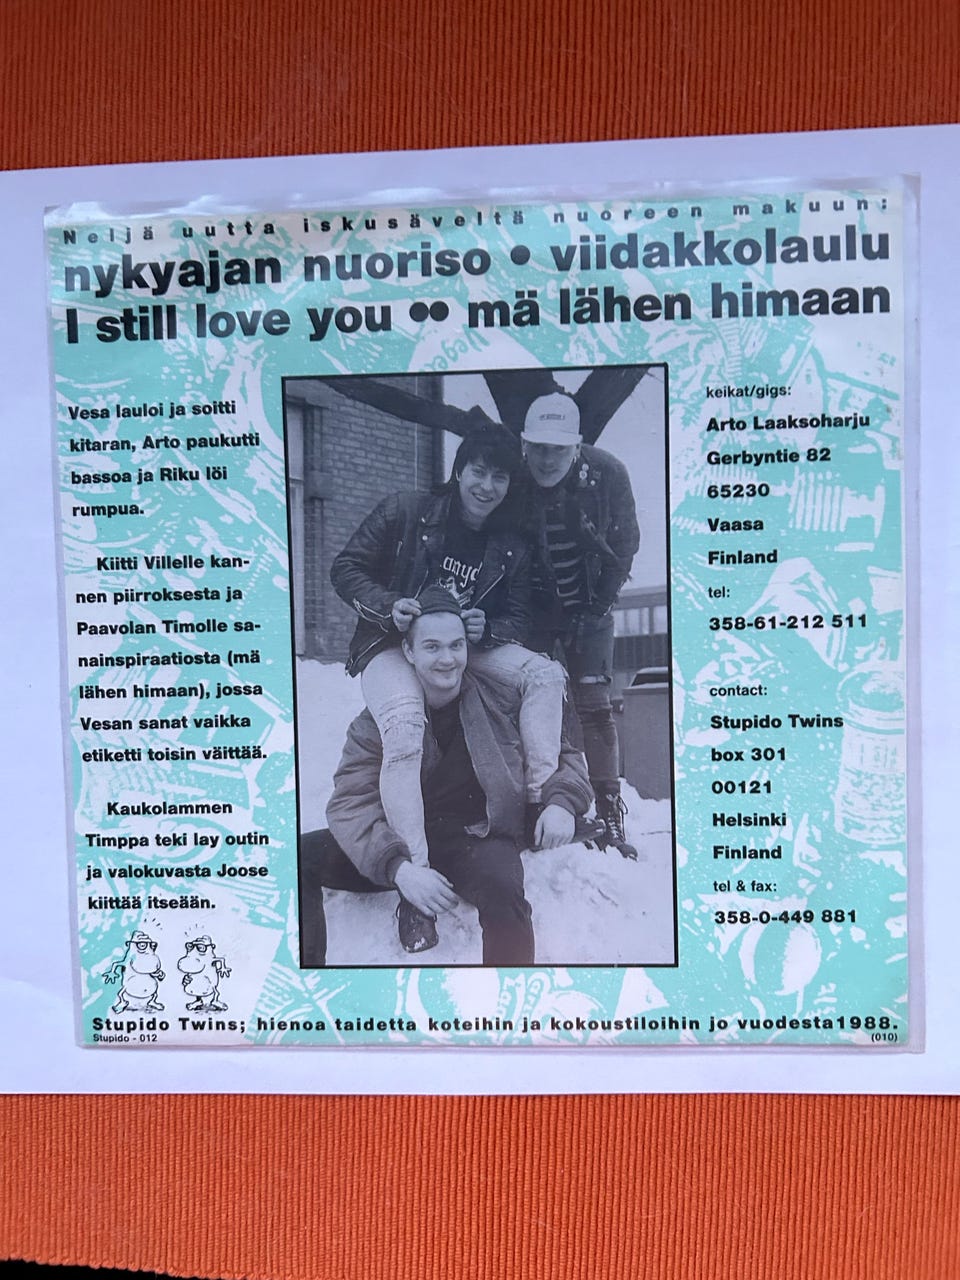 Neljä uutta iskusäveltä nuoreen makuun:
nykyajan nuoriso • viidakkolaulu
I still love you •• mä lähen himaan
Vesa lauloi ja soitti
kitaran, Arto paukutti
bassoa ja Riku löi
rumpua.
Kiitti Villelle kan-
nen piirroksesta ja
Paavolan Timolle sa-
nainspiraatiosta (mä
lähen himaan), jossa
Vesan sanat vaikka
etiketti toisin väittää.
Kaukolammen
Timppa teki lay outin
ja valokuvasta Joose
kiittää itseään.
keikat/gigs:
Arto Laaksoharju
Gerbyntie 82
65230
Vaasa
Finland
tel:
358-61-212 511
contact:
Stupido Twins
box 301
00121
Helsinki
Finland
tel & fax:
358-0-449 881
Stupido Twins; hienoa taidetta koteihin ja kokoustiloihin jo vuodesta1988.
Stupido - 012
(010)